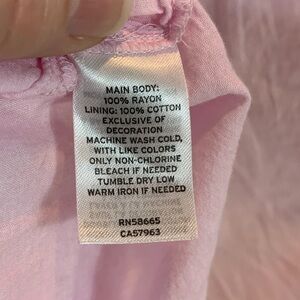 MAIN BODY:
100% RAYON
LINING: 100% COTTON
EXCLUSIVE OF
DECORATION
MACHINE WASH COLD,
WITH LIKE COLORS
ONLY NON-CHLORINE
BLEACH IF NEEDED
TUMBLE DRY LOW
WARM IRON IF NEEDED
RN58665
CA57963